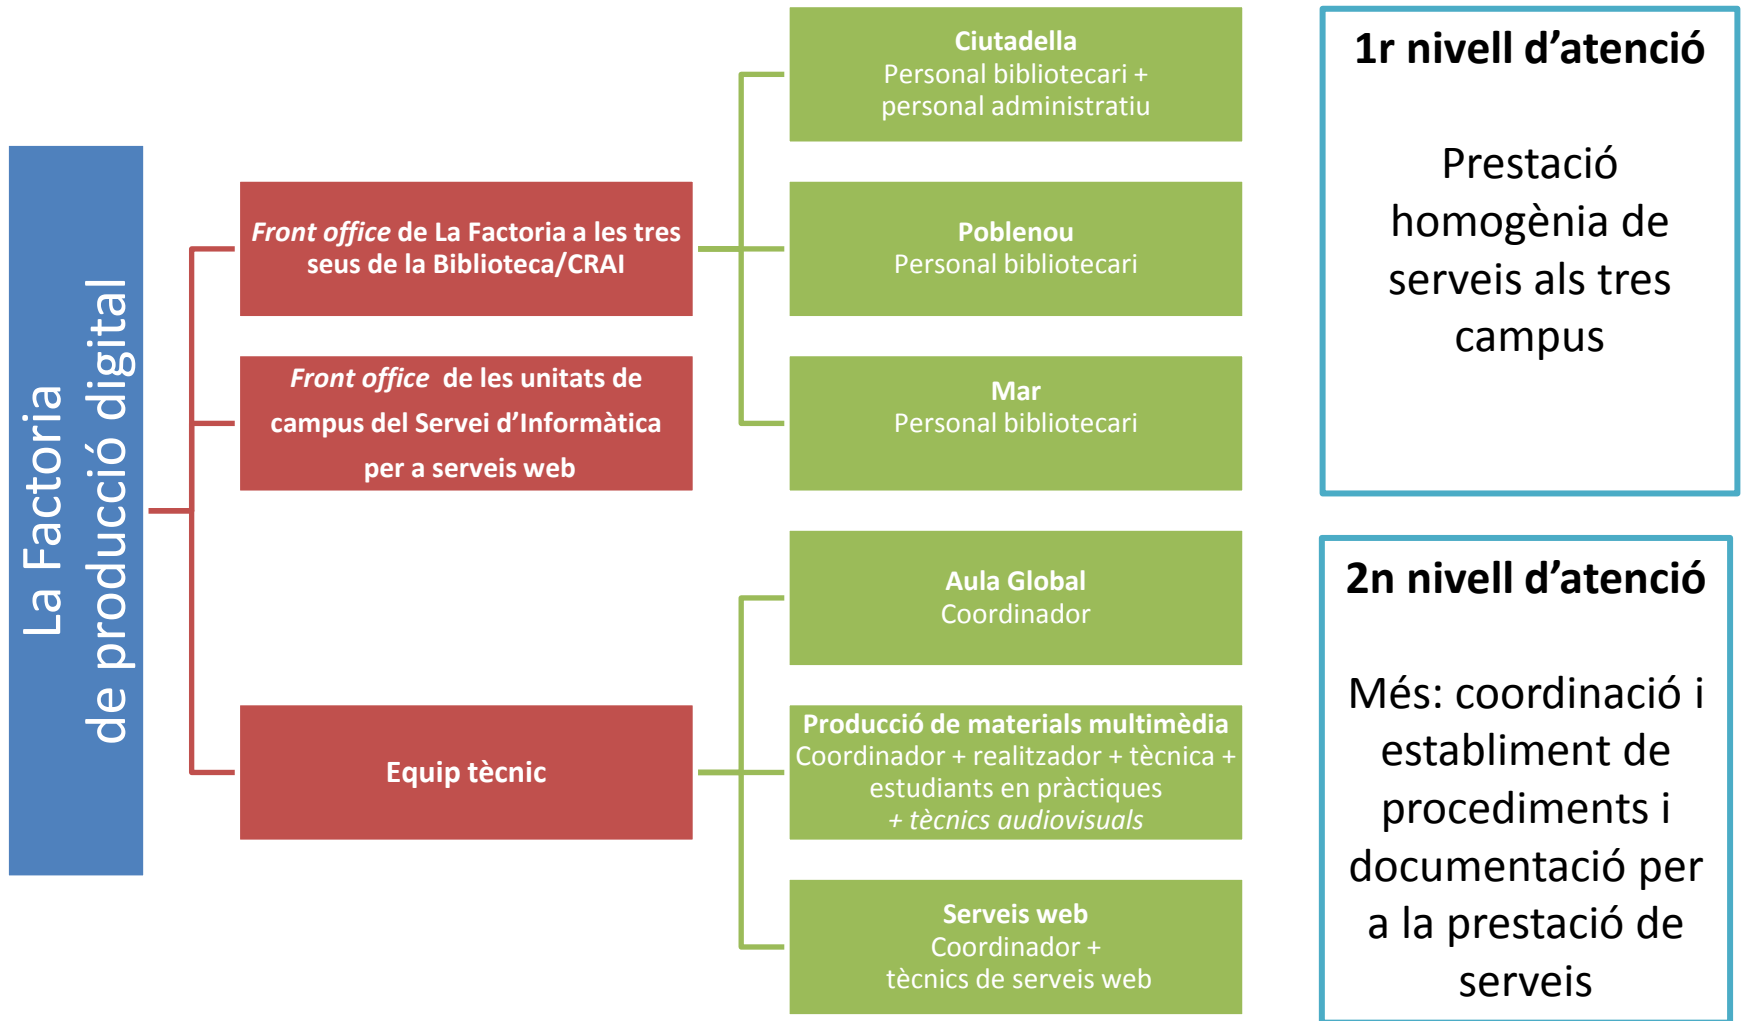 La Factoria
de producció digital
Front office de La Factoria a les tres
seus de la Biblioteca/CRAI
Front office de les unitats de
campus del Servei d’Informàtica
per a serveis web
Equip tècnic
Ciutadella
Personal bibliotecari +
personal administratiu
Poblenou
Personal bibliotecari
Mar
Personal bibliotecari
Aula Global
Coordinador
Producció de materials multimèdia
Coordinador + realitzador + tècnica +
estudiants en pràctiques
+ tècnics audiovisuals
Serveis web
Coordinador +
tècnics de serveis web
1r nivell d’atenció
Prestació
homogènia de
serveis als tres
campus
2n nivell d’atenció
Més: coordinació i
establiment de
procediments i
documentació per
a la prestació de
serveis